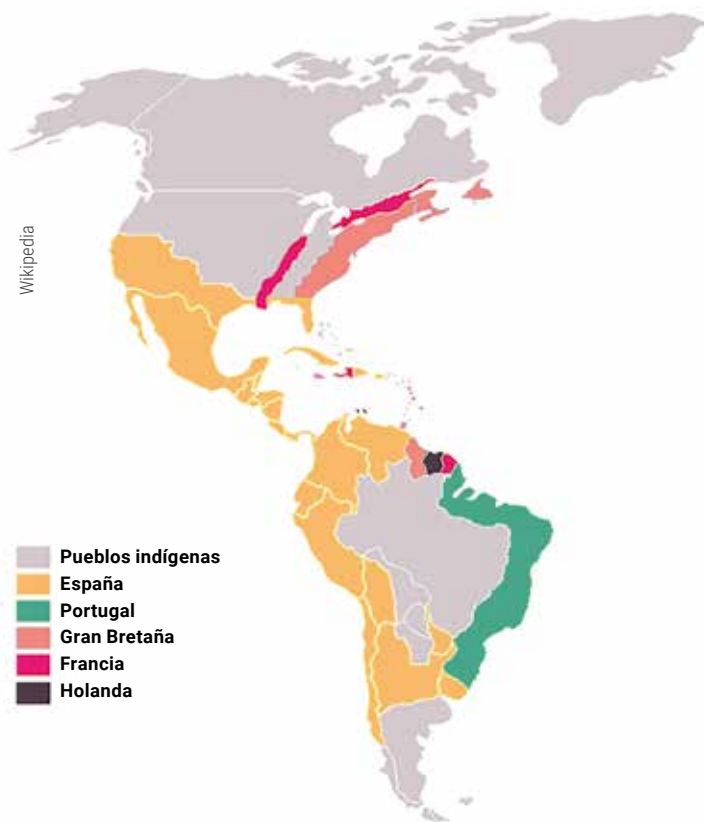 Wikipedia
Pueblos indígenas
España
Portugal
Gran Bretaña
Francia
Holanda